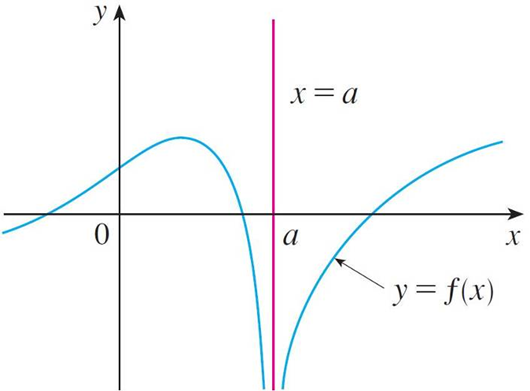 y
x = a
0
a
x
y = f(x)